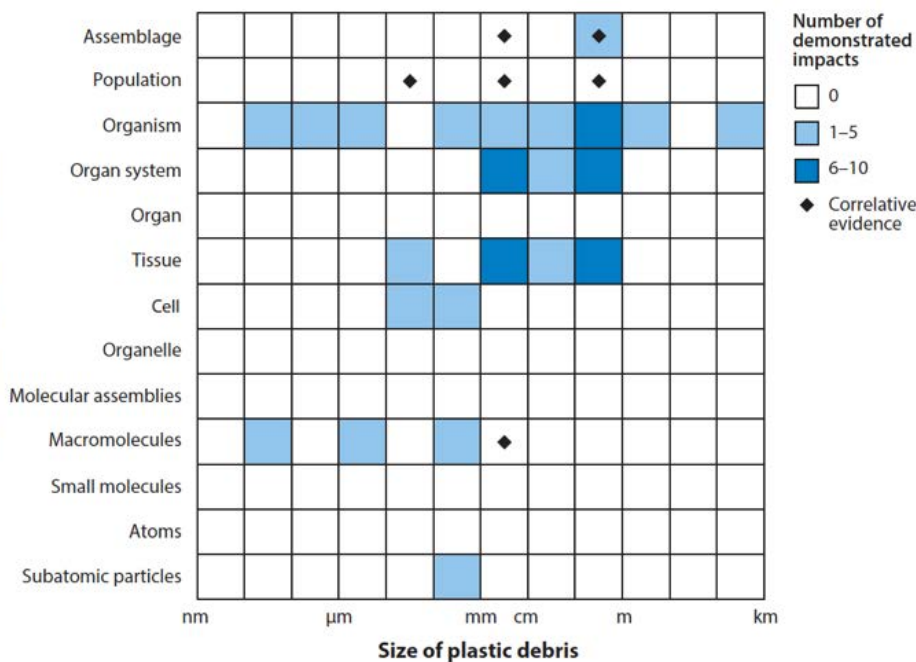 Assemblage
Population
Organism
Organ system
Organ
Tissue
Cell
Organelle
Molecular assemblies
Macromolecules
Small molecules
Atoms
Subatomic particles
nm μm mm cm m km
Size of plastic debris
Number of
demonstrated
impacts
0
1–5
6–10
Correlative
evidence